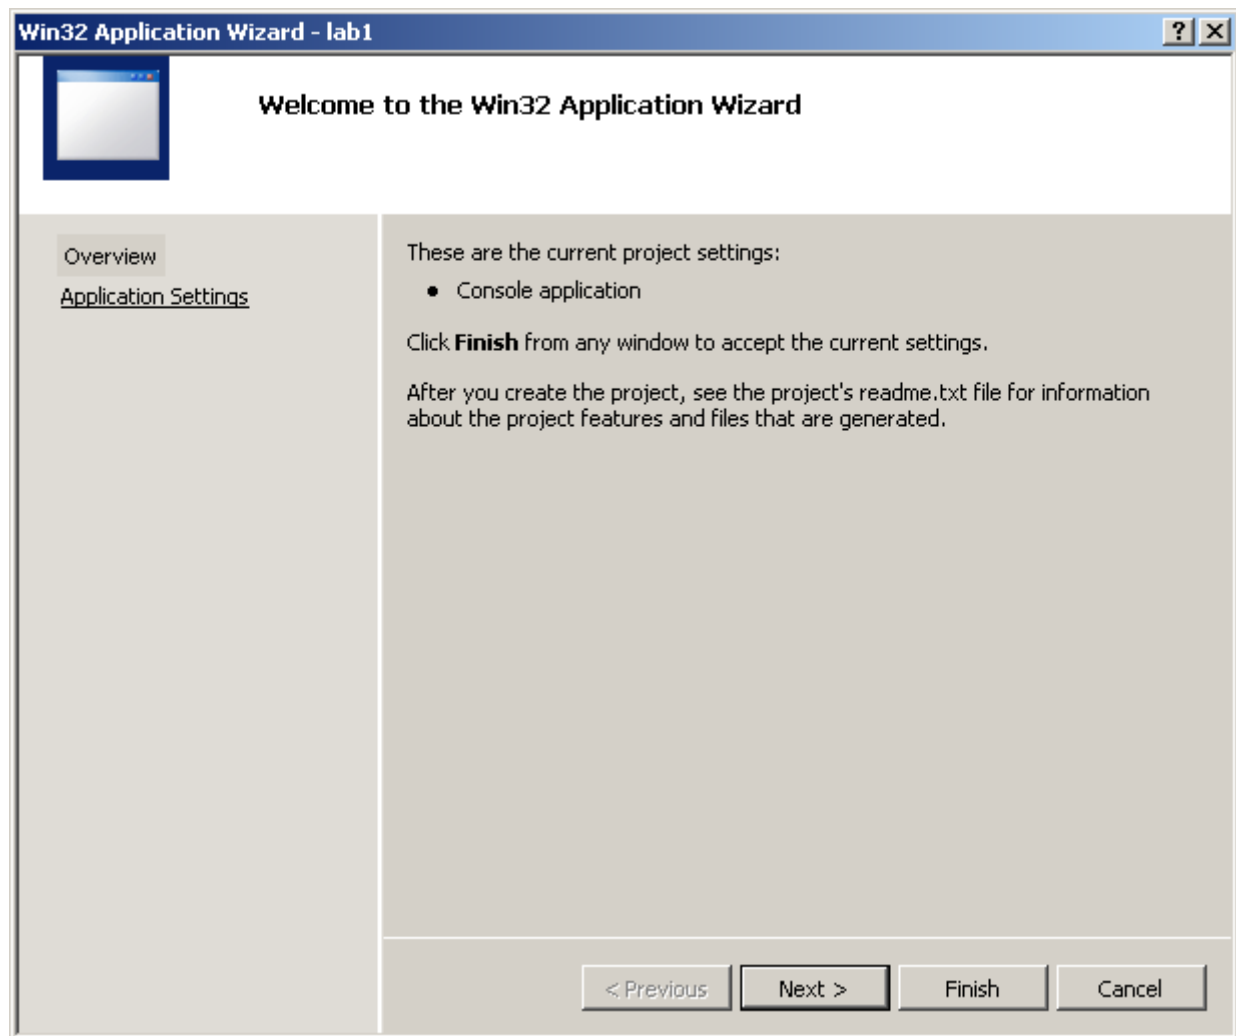 Win32 Application Wizard - lab1
Welcome to the Win32 Application Wizard
Overview
Application Settings
These are the current project settings:
• Console application
Click Finish from any window to accept the current settings.
After you create the project, see the project's readme.txt file for information
about the project features and files that are generated.
< Previous
Next >
Finish
Cancel